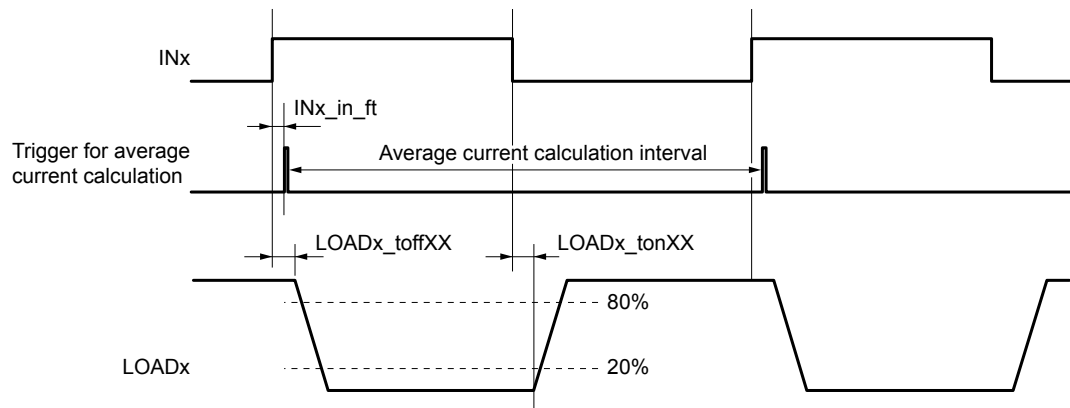 INx
INx_in_ft
Trigger for average
current calculation
Average current calculation interval
LOADx_toffXX
LOADx_tonXX
80%
LOADx
20%